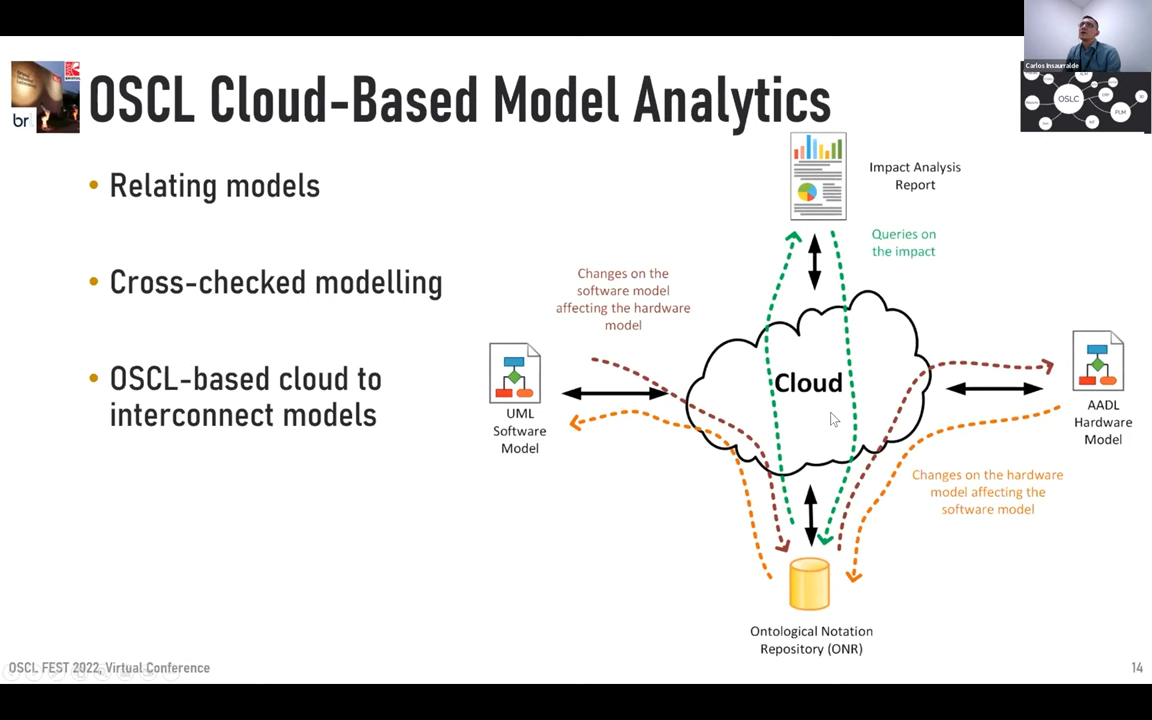 Carlos Insaurralde
OSLC
PLM
br
OSCL Cloud-Based Model Analytics
• Relating models
• Cross-checked modelling
• OSCL-based cloud to
interconnect models
Impact Analysis
Report
Queries on
the impact
Changes on the
software model
affecting the hardware
model
Cloud
UML
Software
Model
AADL
Hardware
Model
Changes on the hardware
model affecting the
software model
Ontological Notation
Repository (ONR)
OSCL FEST 2022, Virtual Conference
14